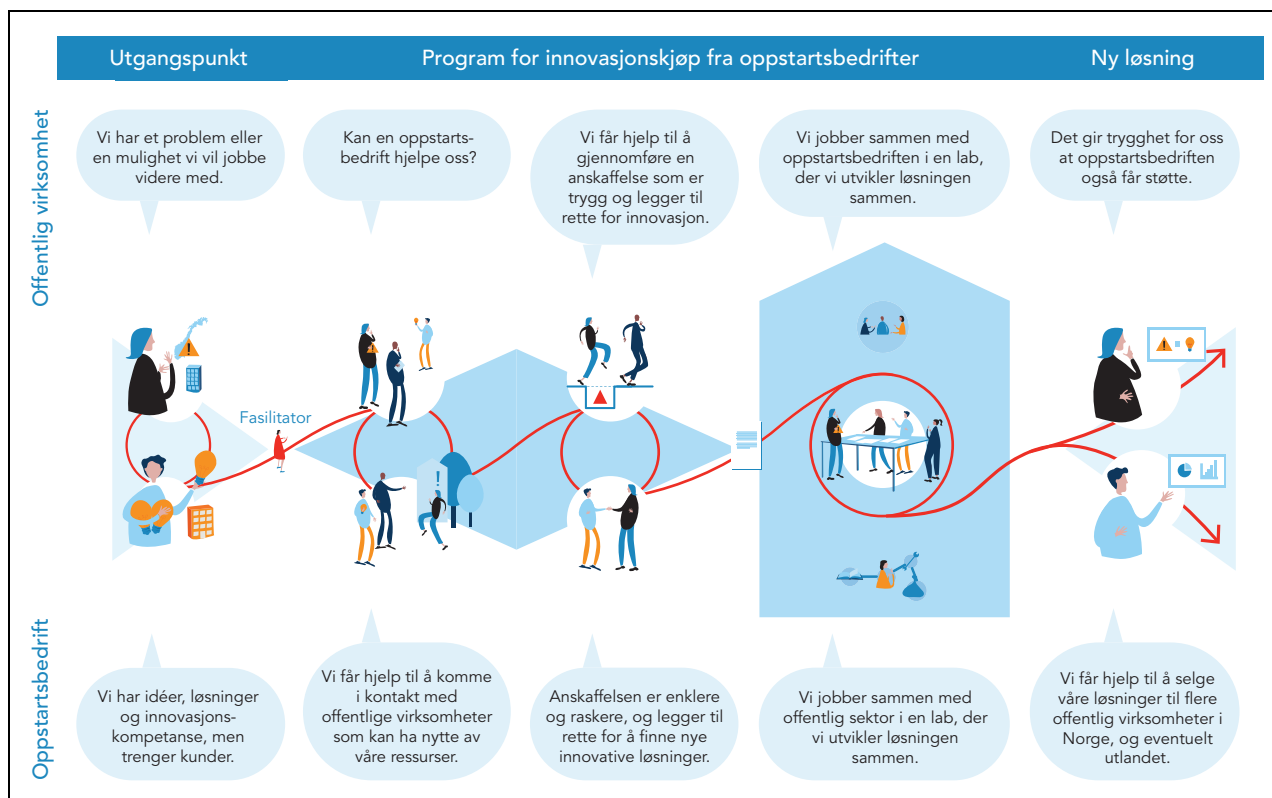 Utgangspunkt
Program for innovasjonskjøp fra oppstartsbedrifter
Ny løsning
Offentlig virksomhet
Vi har et problem eller
en mulighet vi vil jobbe
videre med.
Kan en oppstarts-
bedrift hjelpe oss?
Vi får hjelp til å
gjennomføre en
anskaffelse som er
trygg og legger til
rette for innovasjon.
Vi jobber sammen med
oppstartsbedriften i en lab,
der vi utvikler løsningen
sammen.
Det gir trygghet for oss
at oppstartsbedriften
også får støtte.
Fasilitator
Oppstartsbedrift
Vi har idéer, løsninger
og innovasjons-
kompetanse, men
trenger kunder.
Vi får hjelp til å komme
i kontakt med
offentlige virksomheter
som kan ha nytte av
våre ressurser.
Anskaffelsen er enklere
og raskere, og legger til
rette for å finne nye
innovative løsninger.
Vi jobber sammen med
offentlig sektor i en lab, der
vi utvikler løsningen
sammen.
Vi får hjelp til å selge
våre løsninger til flere
offentlig virksomheter i
Norge, og eventuelt
utlandet.